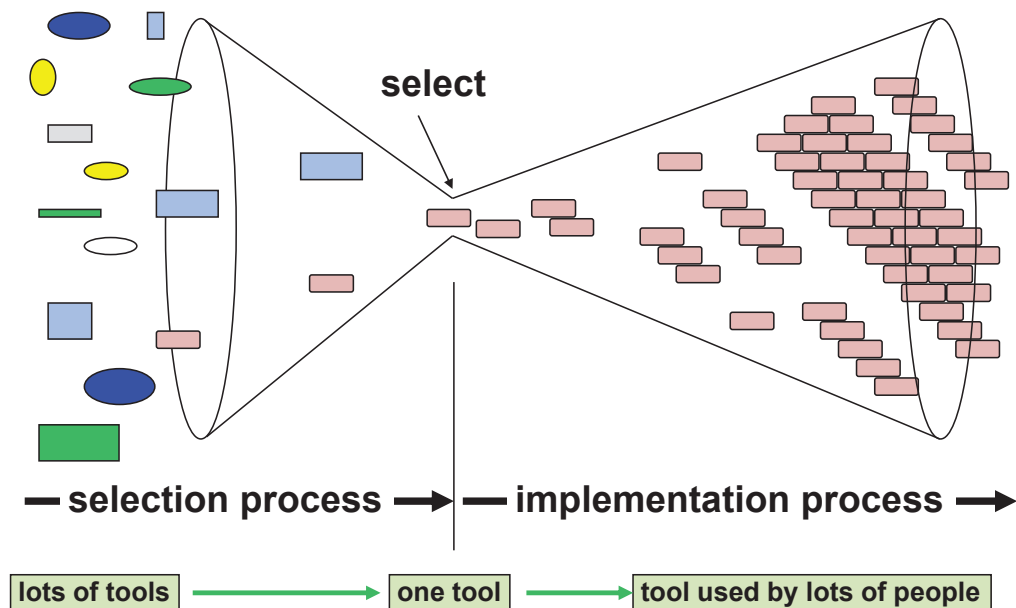 select
selection process
implementation process
lots of tools
one tool
tool used by lots of people